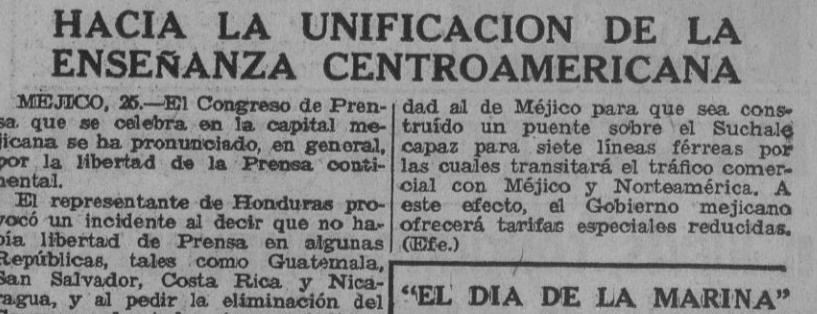 HACIA LA UNIFICACION DE LA
ENSEÑANZA CENTROAMERICANA
MEJICO, 25.—El Congreso de Pren-
sa que se celebra en la capital me-
jicana se ha pronunciado, en general,
por la libertad de la Prensa conti-
nental.
El representante de Honduras pro-
vocó un incidente al decir que no ha-
bía libertad de Prensa en algunas
Repúblicas, tales como Guatemala,
San Salvador, Costa Rica y Nica-
ragua, y al pedir la eliminación del
dad al de Méjico para que sea cons-
truído un puente sobre el Suchale
capaz para siete líneas férreas por
las cuales transitará el tráfico comer-
cial con Méjico y Norteamérica. A
este efecto, el Gobierno mejicano
ofrecerá tarifas especiales reducidas.
(Efe.)
"EL DIA DE LA MARINA"